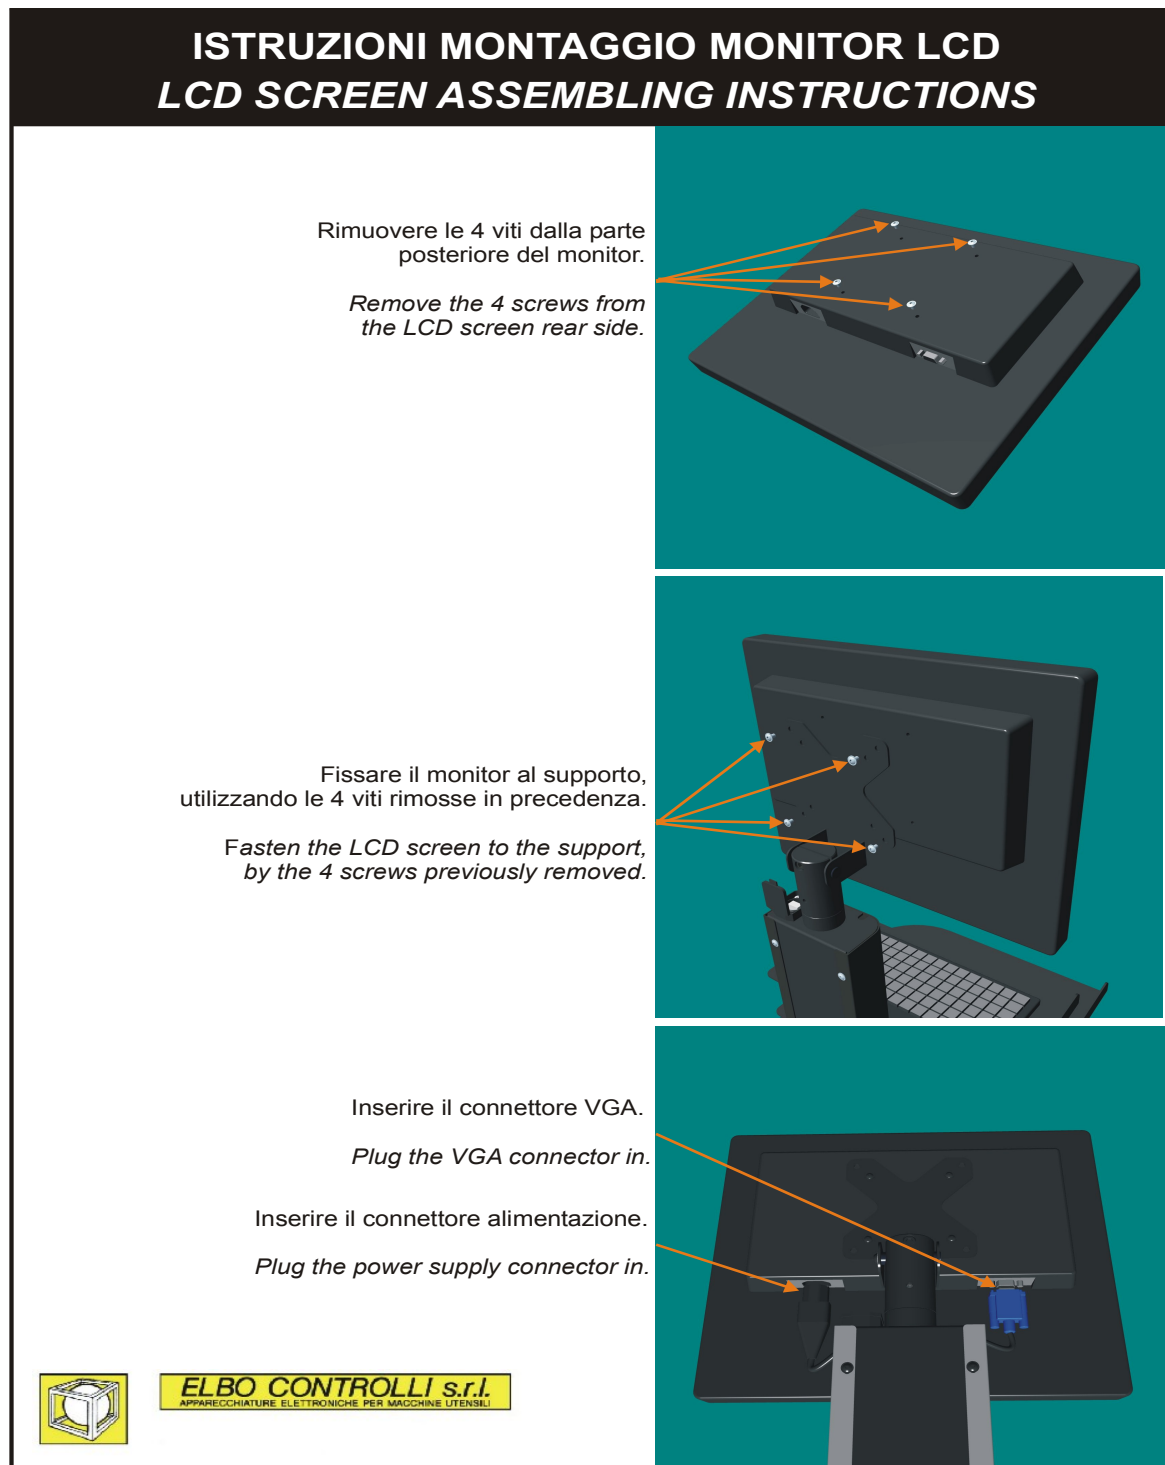 ISTRUZIONI MONTAGGIO MONITOR LCD
LCD SCREEN ASSEMBLING INSTRUCTIONS
Rimuovere le 4 viti dalla parte
posteriore del monitor.
Remove the 4 screws from
the LCD screen rear side.
Fissare il monitor al supporto,
utilizzando le 4 viti rimosse in precedenza.
Fasten the LCD screen to the support,
by the 4 screws previously removed.
Inserire il connettore VGA.
Plug the VGA connector in.
Inserire il connettore alimentazione.
Plug the power supply connector in.
ELBO CONTROLLI s.r.l.
APPARECCHIATURE ELETTRONICHE PER MACCHINE UTENSILI